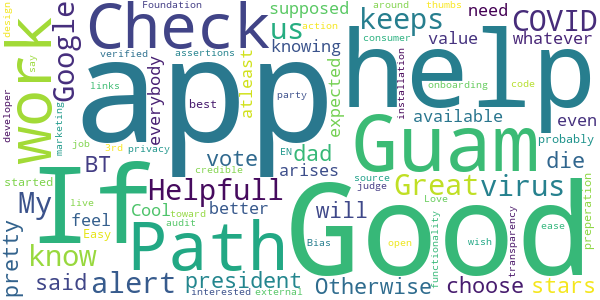 Foundation
design
Check
Google
supposed
action
around
thumbs
us
keeps
need
COVID
work
say
developer
verified
assertions
everybody
app
help
knowing
consumer
value
whatever
atleast
expected
installation
available
onboarding
code
even
marketing
links
best
party
job
3rd
privacy
BT
vote
dad
EN
credible
arises
Guam
die
probably
started
live
If
My
feel
Easy
Helpfull
Cool
toward
better
audit
Good
will
Great
virus
source
judge
Love
ease
preperation
pretty
know
Path
Bias
open
functionality
transparency
wish
said
alert
president
interested
external
Otherwise
choose
stars